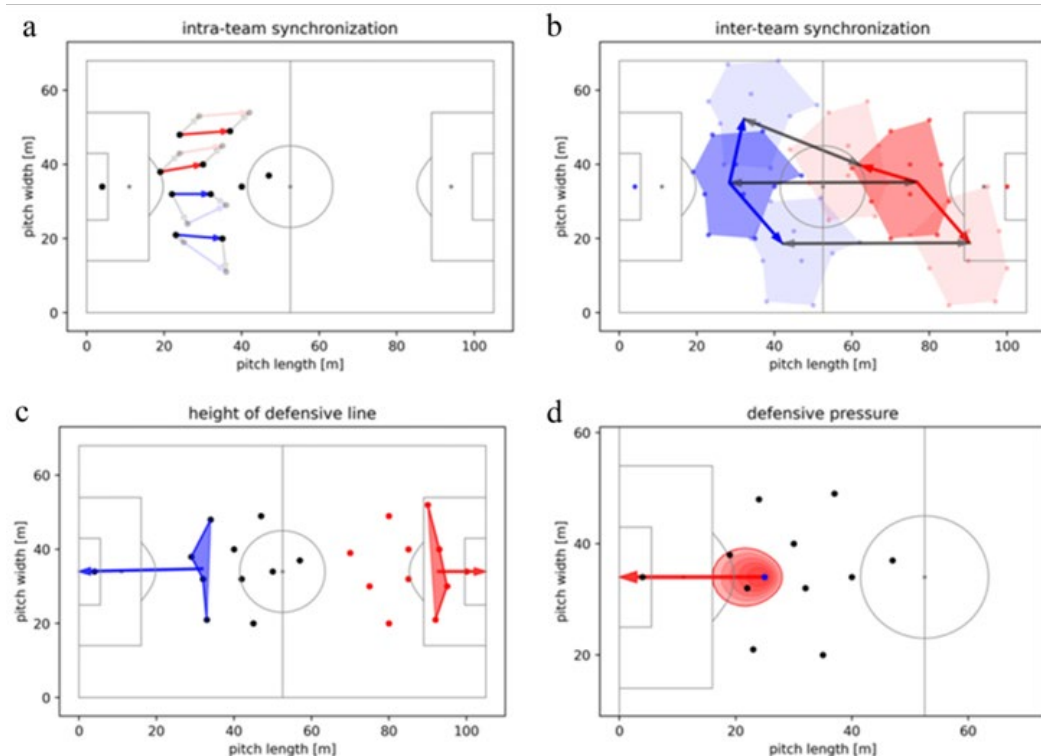 a
intra-team synchronization
60
40
20
0
pitch width [m]
0 20 40 60 80 100
pitch length [m]
b
inter-team synchronization
60
40
20
0
pitch width [m]
0 20 40 60 80 100
pitch length [m]
c
height of defensive line
60
40
20
0
pitch width [m]
0 20 40 60 80 100
pitch length [m]
d
defensive pressure
60
50
40
30
20
10
pitch width [m]
0 20 40 60
pitch length [m]